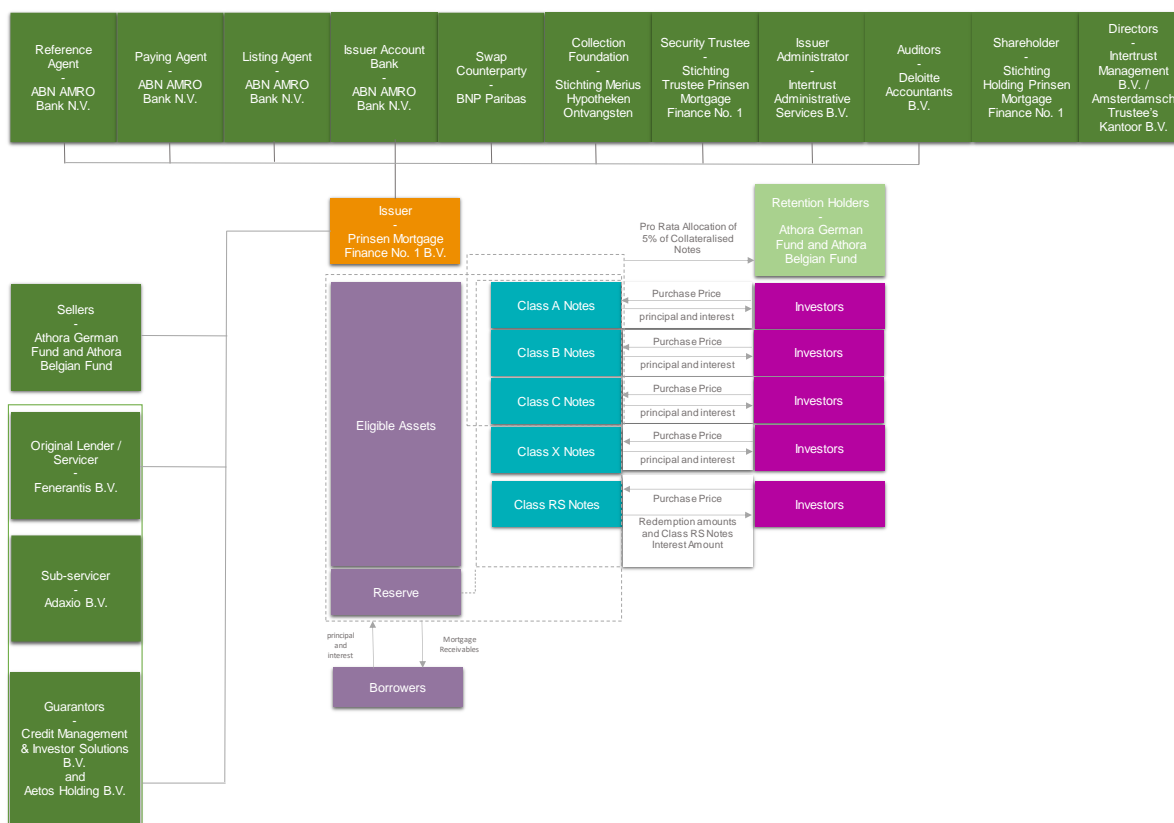 Reference
Agent
-
ABN AMRO
Bank N.V.
Paying Agent
-
ABN AMRO
Bank N.V.
Listing Agent
-
ABN AMRO
Bank N.V.
Issuer Account
Bank
-
ABN AMRO
Bank N.V.
Swap
Counterparty
-
BNP Paribas
Collection
Foundation
-
Stichting Merius
Hypotheken
Ontvangsten
Security Trustee
-
Stichting
Trustee Prinsen
Mortgage
Finance No. 1
Issuer
Administrator
-
Intertrust
Administrative
Services B.V.
Auditors
-
Deloitte
Accountants
B.V.
Shareholder
-
Stichting
Holding Prinsen
Mortgage
Finance No. 1
Directors
-
Intertrust
Management
B.V. /
Amsterdamsch
Trustee's
Kantoor B.V.
Issuer
-
Prinsen Mortgage
Finance No. 1 B.V.
Pro Rata Allocation of
5% of Collateralised
Notes
Retention Holders
-
Athora German
Fund and Athora
Belgian Fund
Sellers
-
Athora German
Fund and Athora
Belgian Fund
Original Lender /
Servicer
-
Fenerantis B.V.
Sub-servicer
-
Adaxio B.V.
Guarantors
-
Credit Management
& Investor Solutions
B.V.
and
Aetos Holding B.V.
Eligible Assets
Reserve
principal
and
interest
Mortgage
Receivables
Borrowers
Class A Notes
Purchase Price
principal and interest
Investors
Class B Notes
Purchase Price
principal and interest
Investors
Class C Notes
Purchase Price
principal and interest
Investors
Class X Notes
Purchase Price
principal and interest
Investors
Class RS Notes
Purchase Price
Redemption amounts
and Class RS Notes
Interest Amount
Investors